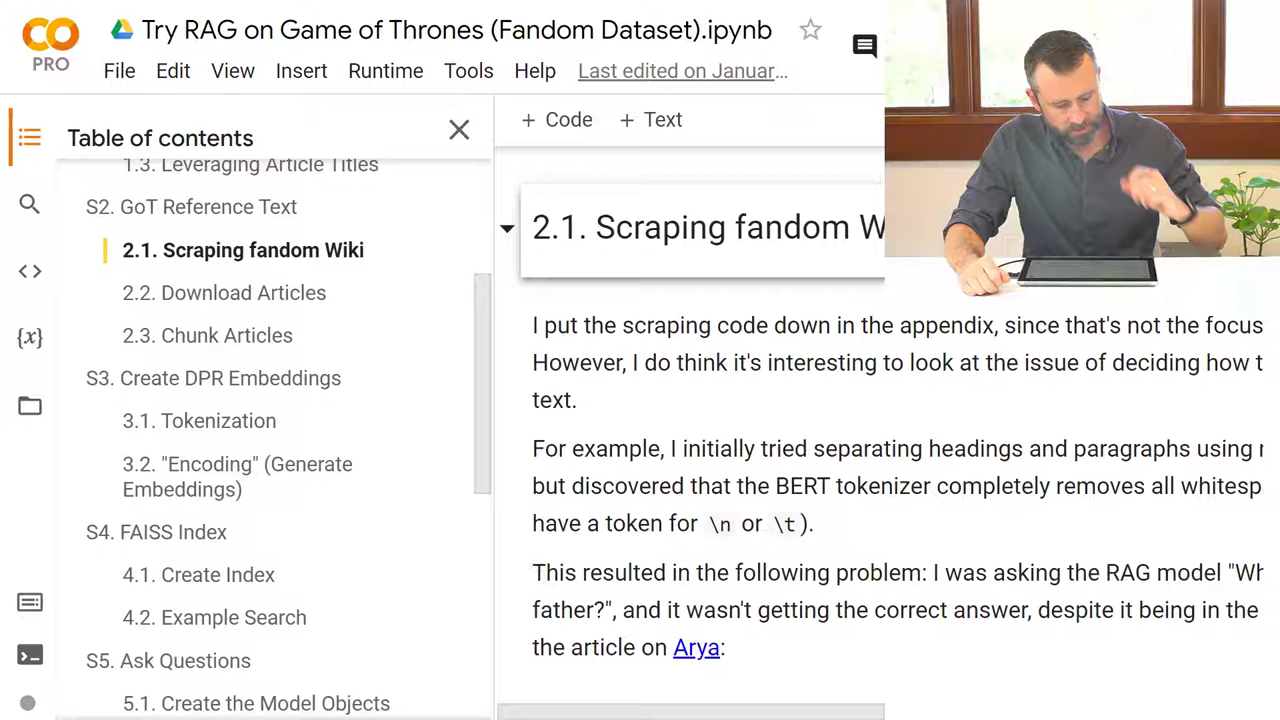 CO
PRO
Try RAG on Game of Thrones (Fandom Dataset).ipynb
File Edit View Insert Runtime Tools Help Last edited on Januar…
Table of contents
+ Code + Text
1.3. Leveraging Article Titles
S2. GoT Reference Text
2.1. Scraping fandom Wiki
2.2. Download Articles
2.3. Chunk Articles
S3. Create DPR Embeddings
3.1. Tokenization
3.2. "Encoding" (Generate
Embeddings)
S4. FAISS Index
4.1. Create Index
4.2. Example Search
S5. Ask Questions
5.1. Create the Model Objects
2.1. Scraping fandom W
I put the scraping code down in the appendix, since that's not the focus
However, I do think it's interesting to look at the issue of deciding how t
text.
For example, I initially tried separating headings and paragraphs using
but discovered that the BERT tokenizer completely removes all whitesp
have a token for \n or \t).
This resulted in the following problem: I was asking the RAG model "Wh
father?", and it wasn't getting the correct answer, despite it being in the
the article on Arya: